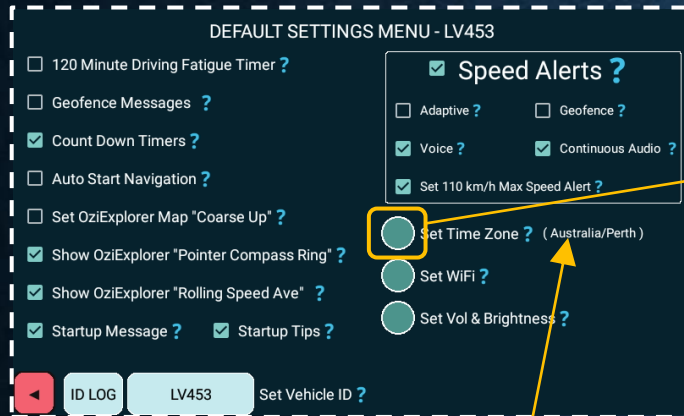 DEFAULT SETTINGS MENU - LV453
120 Minute Driving Fatigue Timer ?
Geofence Messages ?
Count Down Timers ?
Auto Start Navigation ?
Set OziExplorer Map "Coarse Up" ?
Show OziExplorer "Pointer Compass Ring" ?
Show OziExplorer "Rolling Speed Ave" ?
Startup Message ? Startup Tips ?
Speed Alerts ?
Adaptive ? Geofence ?
Voice ? Continuous Audio ?
Set 110 km/h Max Speed Alert ?
Set Time Zone ? ( Australia/Perth )
Set WiFi ?
Set Vol & Brightness ?
ID LOG LV453 Set Vehicle ID ?